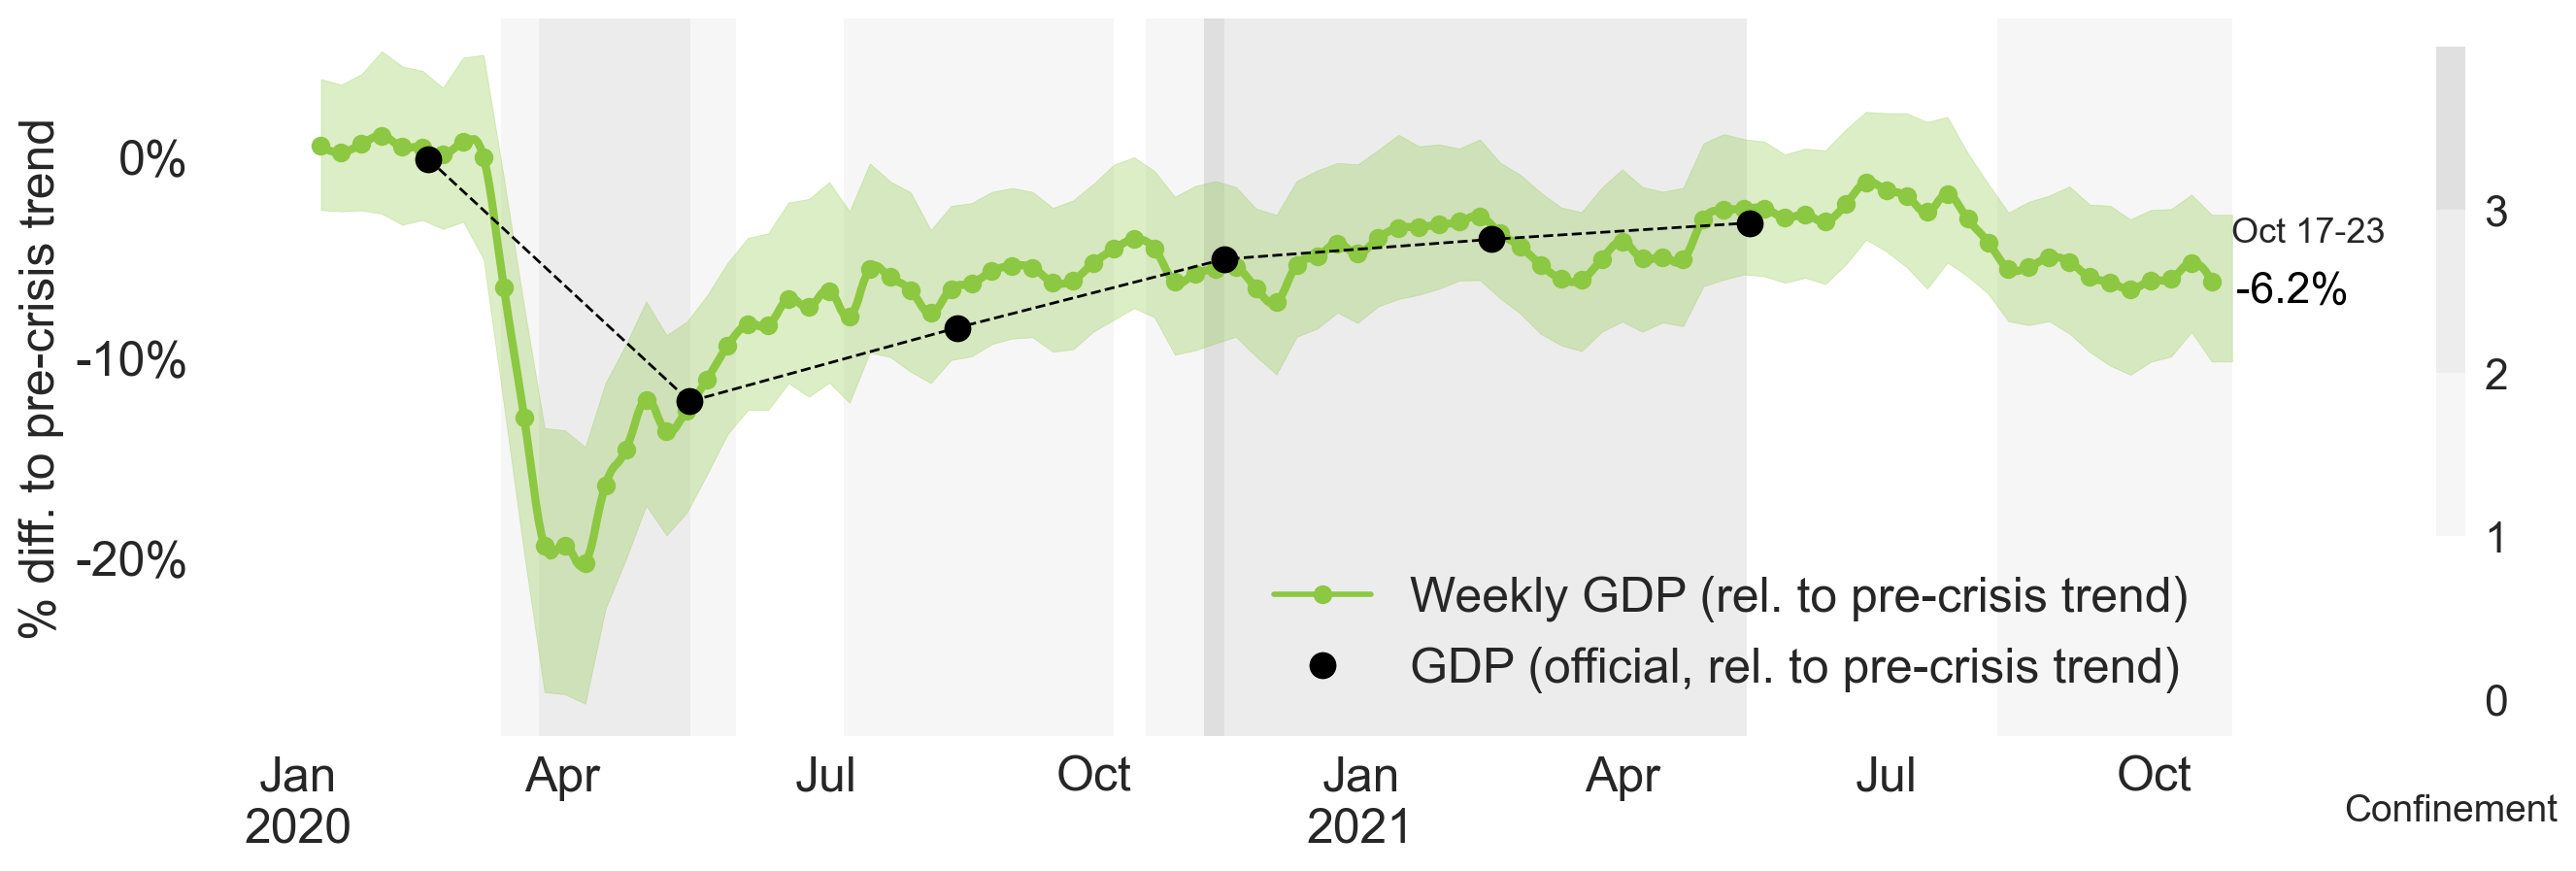 % diff. to pre-crisis trend
0%
-10%
-20%
Oct 17-23
-6.2%
Weekly GDP (rel. to pre-crisis trend)
GDP (official, rel. to pre-crisis trend)
Jan
2020
Apr
Jul
Oct
Jan
2021
Apr
Jul
Oct
3
2
1
0
Confinement